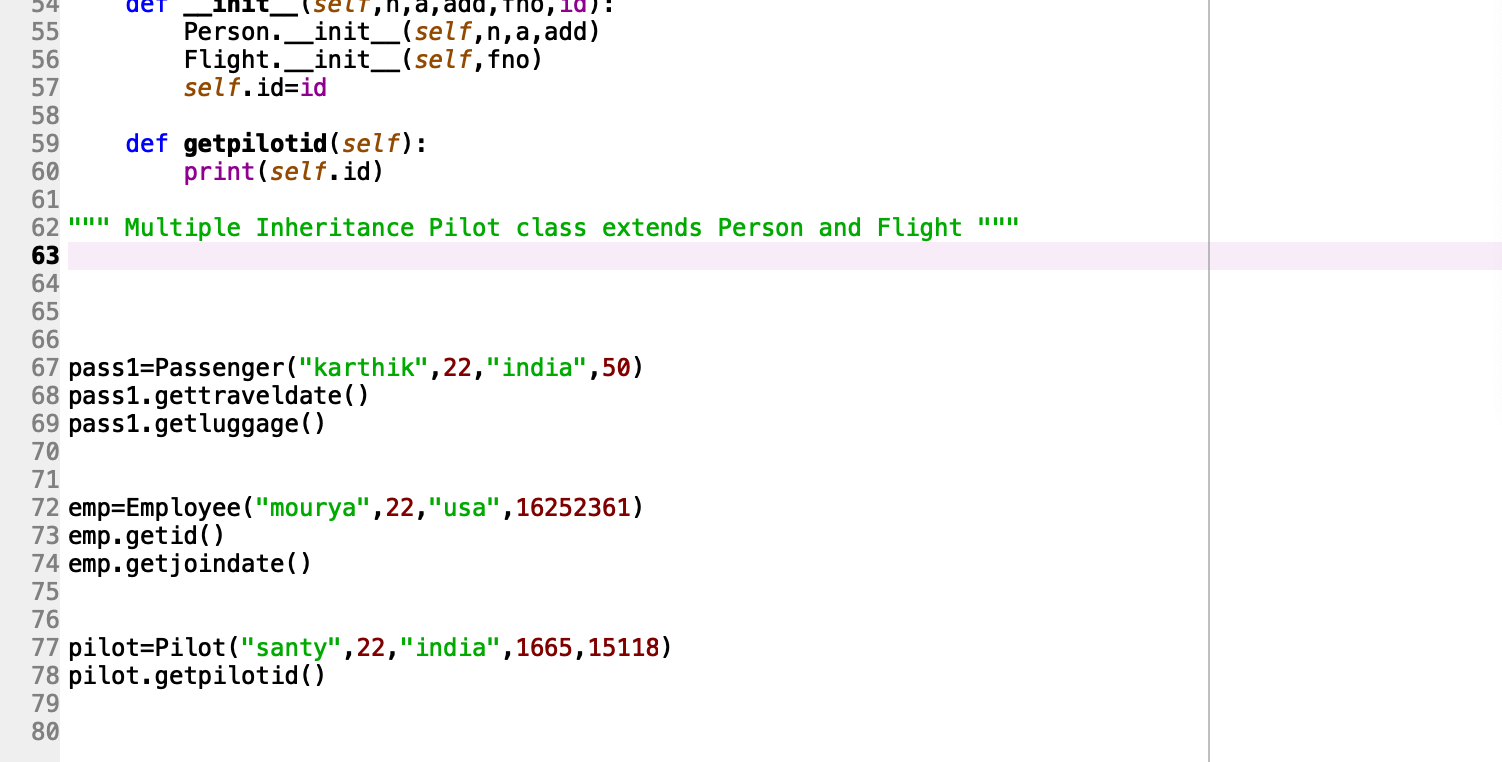 54     def __init__(self,n,a,add,fno,id):
55         Person.__init__(self,n,a,add)
56         Flight.__init__(self,fno)
57         self.id=id
58
59     def getpilotid(self):
60         print(self.id)
61
62 """ Multiple Inheritance Pilot class extends Person and Flight """
63
64
65
66
67 pass1=Passenger("karthik",22,"india",50)
68 pass1.gettraveldate()
69 pass1.getluggage()
70
71
72 emp=Employee("mourya",22,"usa",16252361)
73 emp.getid()
74 emp.getjoindate()
75
76
77 pilot=Pilot("santy",22,"india",1665,15118)
78 pilot.getpilotid()
79
80